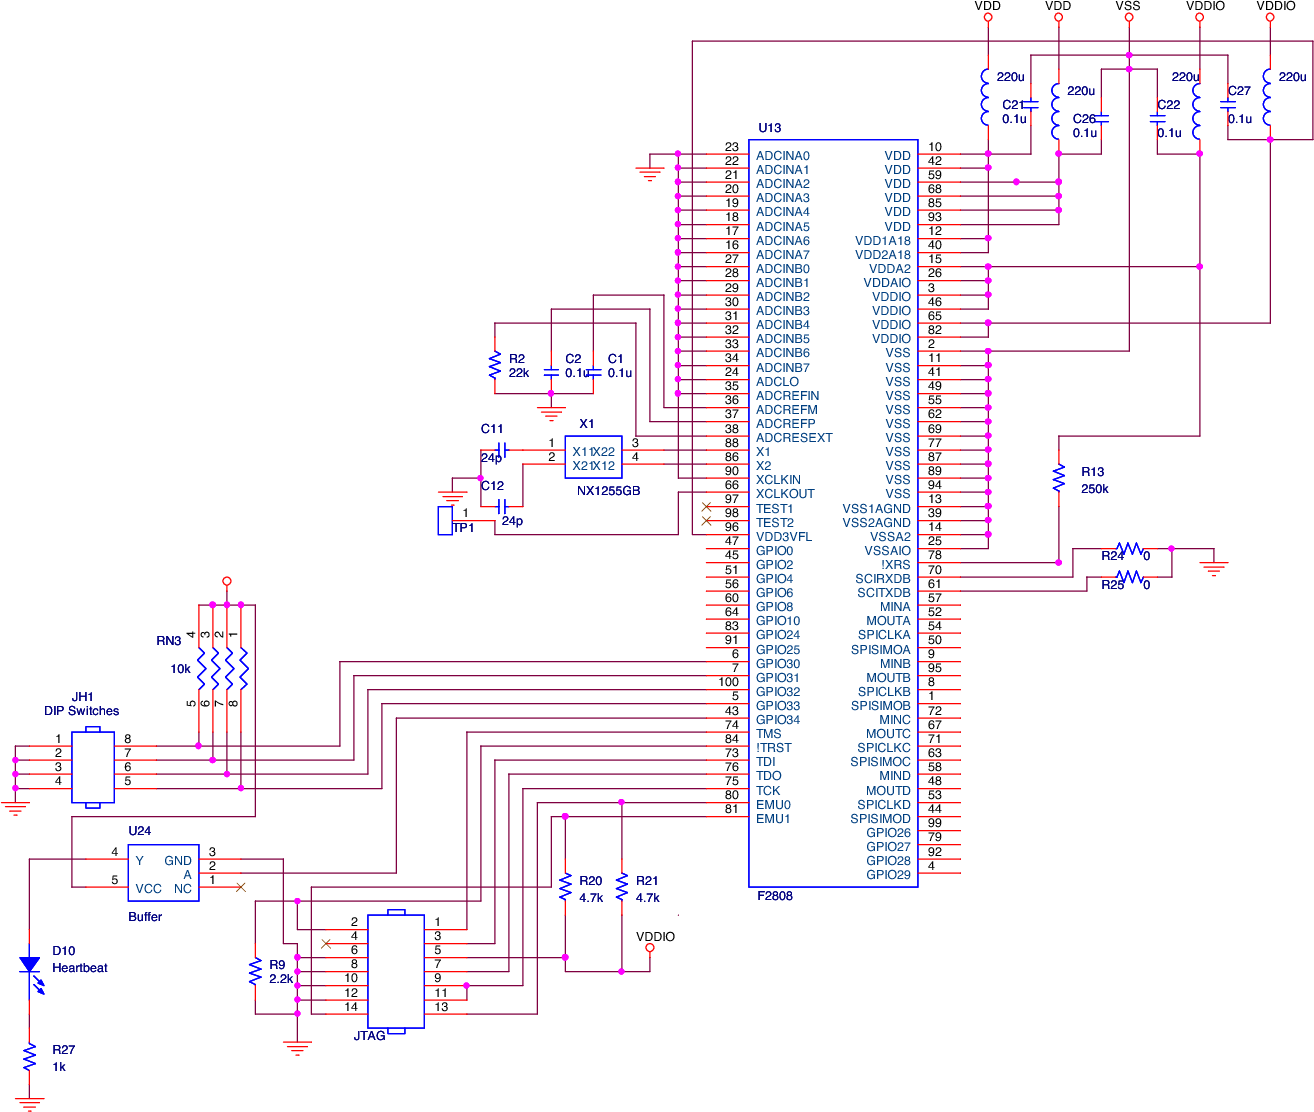 VDD VDD VSS VDDIO VDDIO
220u 220u 220u 220u
C21 0.1u
C26 0.1u
C22 0.1u
C27 0.1u
U13
23 ADCINA0 VDD 10
22 ADCINA1 VDD 42
21 ADCINA2 VDD 59
20 ADCINA3 VDD 68
19 ADCINA4 VDD 85
18 ADCINA5 VDD 93
17 ADCINA6 VDD1A18 12
16 ADCINA7 VDD2A18 40
27 ADCINB0 VDDA2 15
28 ADCINB1 VDDAIO 26
29 ADCINB2 VDDIO 3
30 ADCINB3 VDDIO 46
31 ADCINB4 VDDIO 65
32 ADCINB5 VDDIO 82
33 ADCINB6 VSS 2
34 ADCINB7 VSS 11
24 ADCLO VSS 41
35 ADCREFIN VSS 49
36 ADCREFM VSS 55
37 ADCREFP VSS 62
38 ADCRESEXT VSS 69
88 X1 VSS 77
86 X2 VSS 87
90 XCLKIN VSS 89
66 XCLKOUT VSS 94
97 TEST1 VSS1AGND 13
98 TEST2 VSS2AGND 39
96 VDD3VFL VSSA2 14
47 GPIO0 VSSAIO 25
45 GPIO2 !XRS 78
51 GPIO4 SCIRXDB 70
56 GPIO6 SCITXDB 61
60 GPIO8 MINA 57
64 GPIO10 MOUTA 52
83 GPIO24 SPICLKA 54
91 GPIO25 SPISIMOA 50
6 GPIO30 MINB 9
7 GPIO31 MOUTB 95
100 GPIO32 SPICLKB 8
5 GPIO33 SPISIMOB 1
43 GPIO34 MINC 72
74 TMS MOUTC 67
84 !TRST SPICLKC 71
73 TDI SPISIMOC 63
76 TDO MIND 58
75 TCK MOUTD 48
80 EMU0 SPICLKD 53
81 EMU1 SPISIMOD 44
GPIO26 99
GPIO27 79
GPIO28 92
GPIO29 4
F2808
R2 22k
C2 0.1u
C1 0.1u
C11 24p
C12 24p
X1
1 X11X22 3
2 X21X12 4
NX1255GB
1 TP1
R13 250k
R24 0
R25 0
RN3 10k
4 3 2 1
5 6 7 8
JH1
DIP Switches
1 8
2 7
3 6
4 5
U24
4 Y GND 3
A 2
5 VCC NC 1
Buffer
D10
Heartbeat
R27
1k
R9
2.2k
2 1
4 3
6 5
8 7
10 9
12 11
14 13
JTAG
R20 4.7k
R21 4.7k
VDDIO